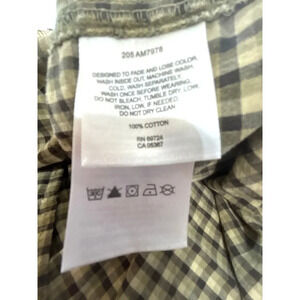 205 AM7978
DESIGNED TO FADE AND LOSE COLOR.
WASH INSIDE OUT. MACHINE WASH
COLD, WASH SEPARATELY.
WASH ONCE BEFORE WEARING.
DO NOT BLEACH. TUMBLE DRY LOW.
IRON, LOW, IF NEEDED.
DO NOT DRY CLEAN
100% COTTON
RN 69724
CA 06367